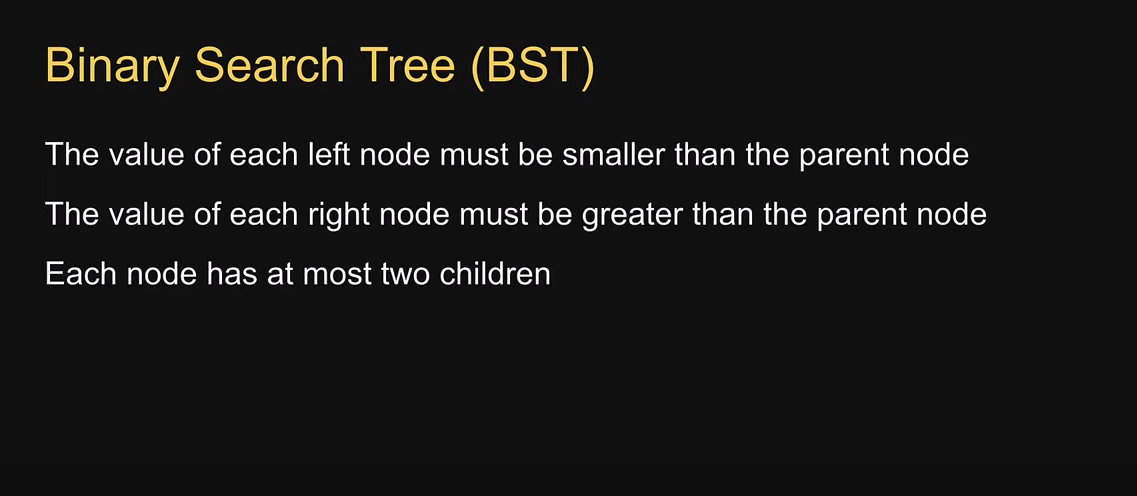 Binary Search Tree (BST)
The value of each left node must be smaller than the parent node
The value of each right node must be greater than the parent node
Each node has at most two children